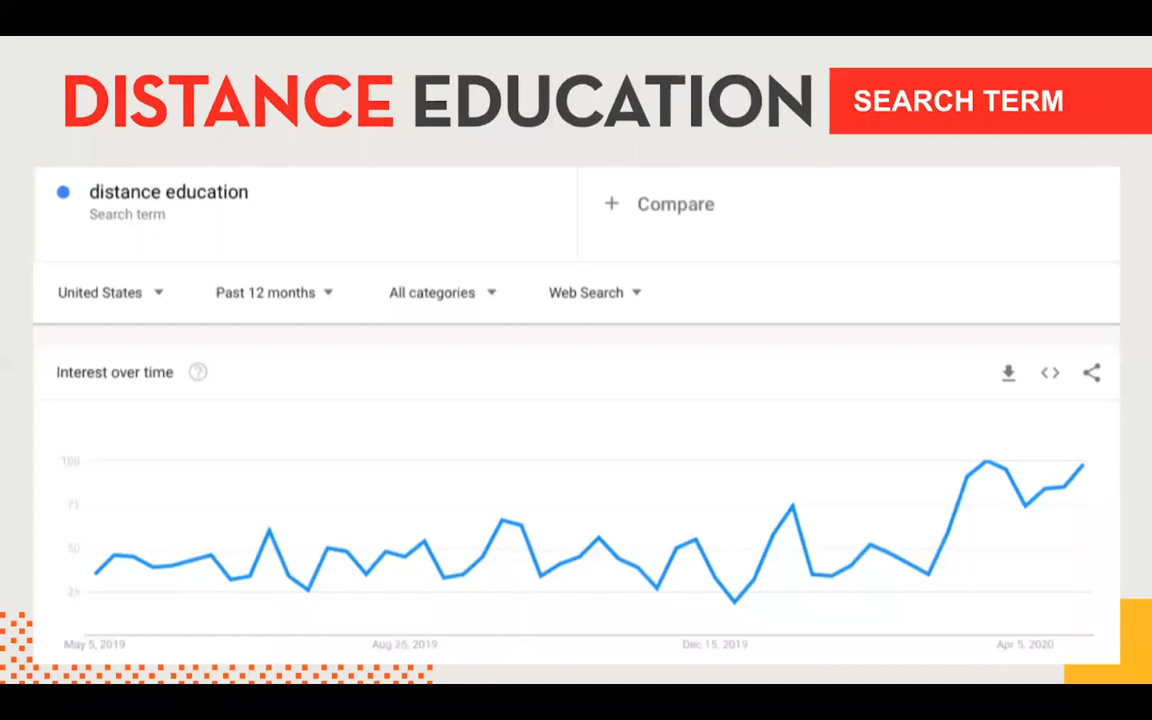 DISTANCE EDUCATION SEARCH TERM
distance education
Search term
+ Compare
United States
Past 12 months
All categories
Web Search
Interest over time ?
100
75
50
25
May 5, 2019
Aug 25, 2019
Dec 15, 2019
Apr 5, 2020